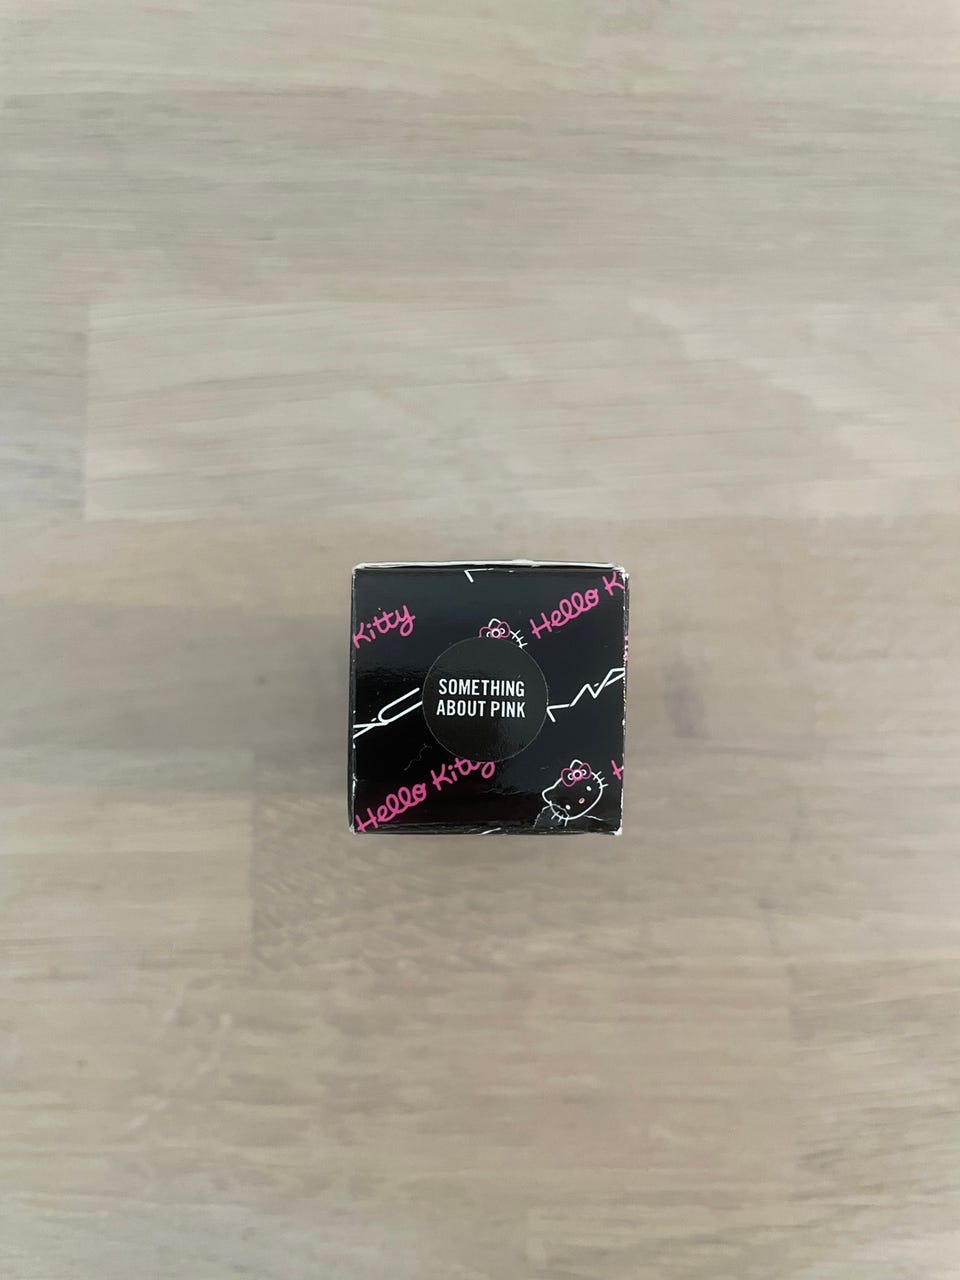 Kitty
Hello K
SOMETHING
ABOUT PINK
Hello Kitty
H